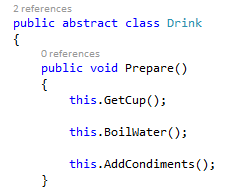 2 references
public abstract class Drink
{
0 references
public void Prepare()
{
this.GetCup();
this.BoilWater();
this.AddCondiments();
}